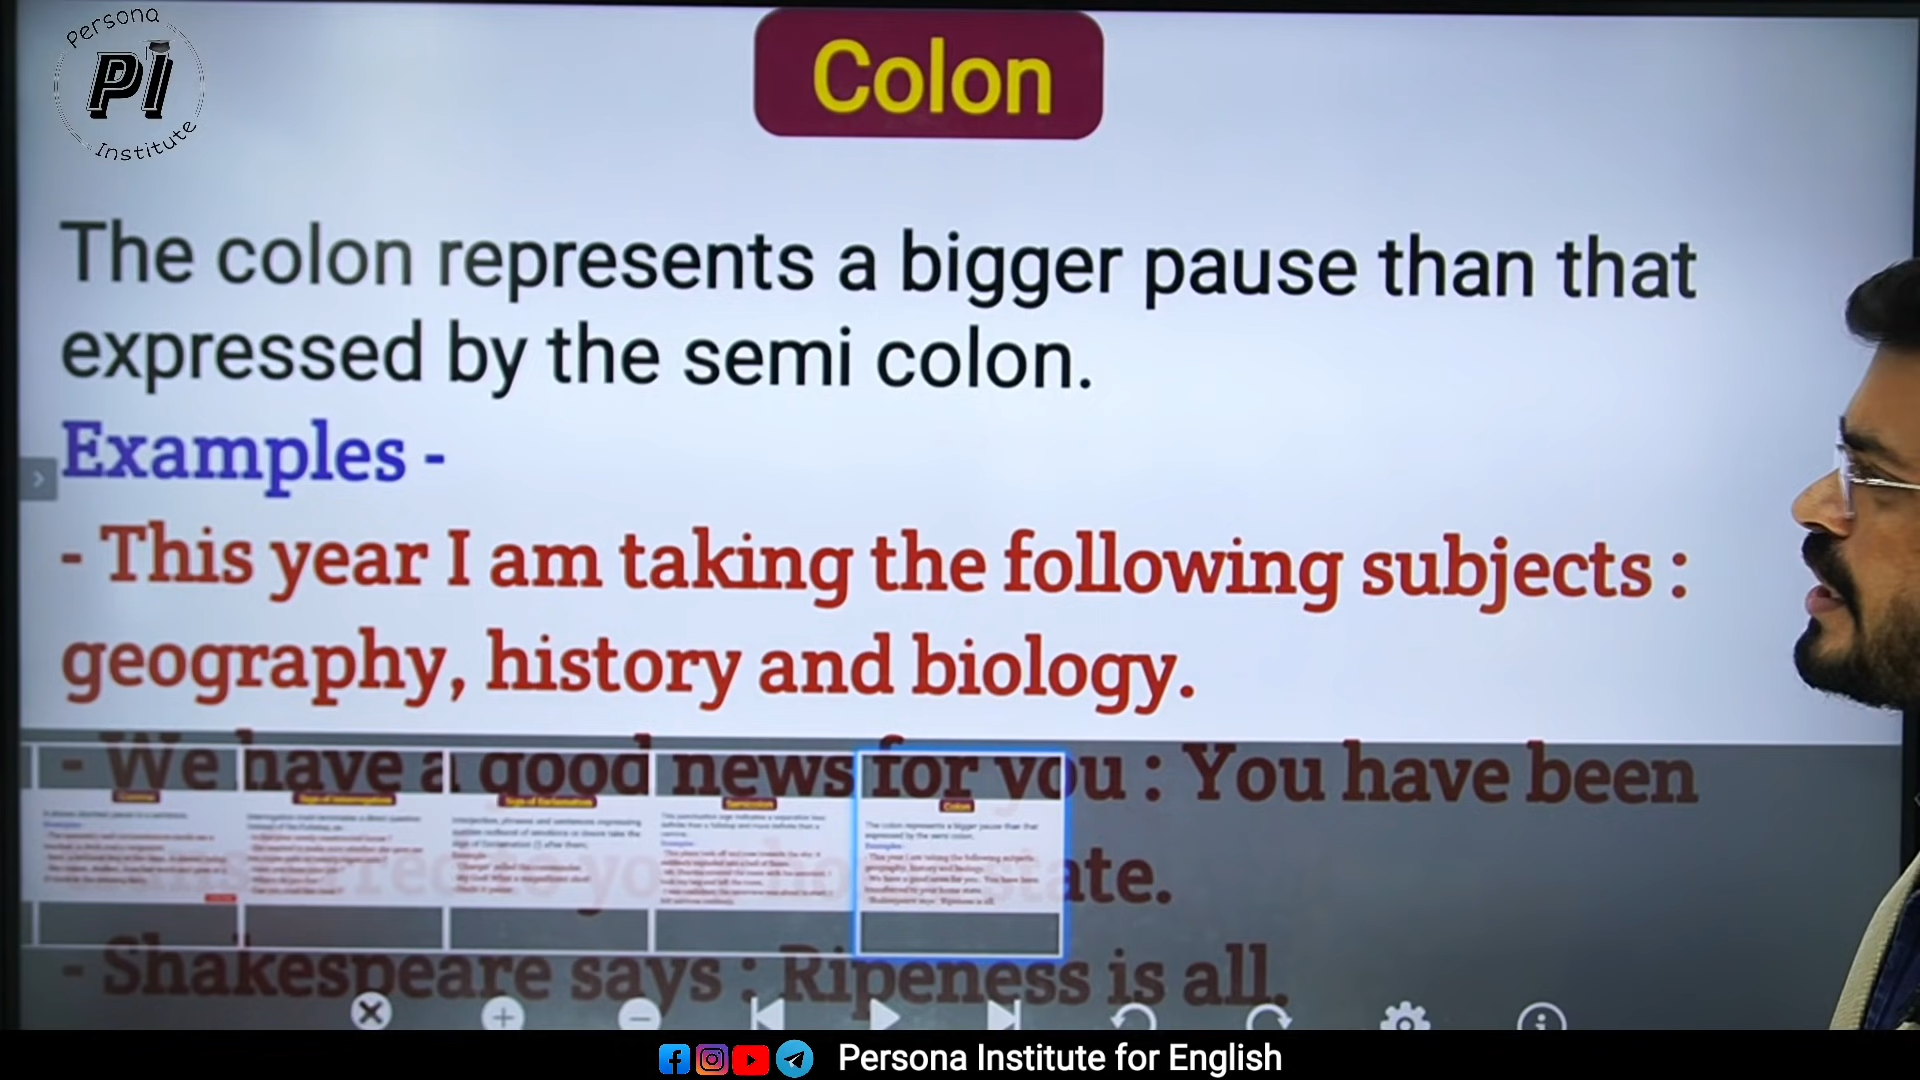 Persona
PI
Institute
Colon
The colon represents a bigger pause than that
expressed by the semi colon.
Examples -
- This year I am taking the following subjects :
geography, history and biology.
- We have a good news for you : You have been
transferred to your home state.
- Shakespeare says : Ripeness is all.
Persona Institute for English